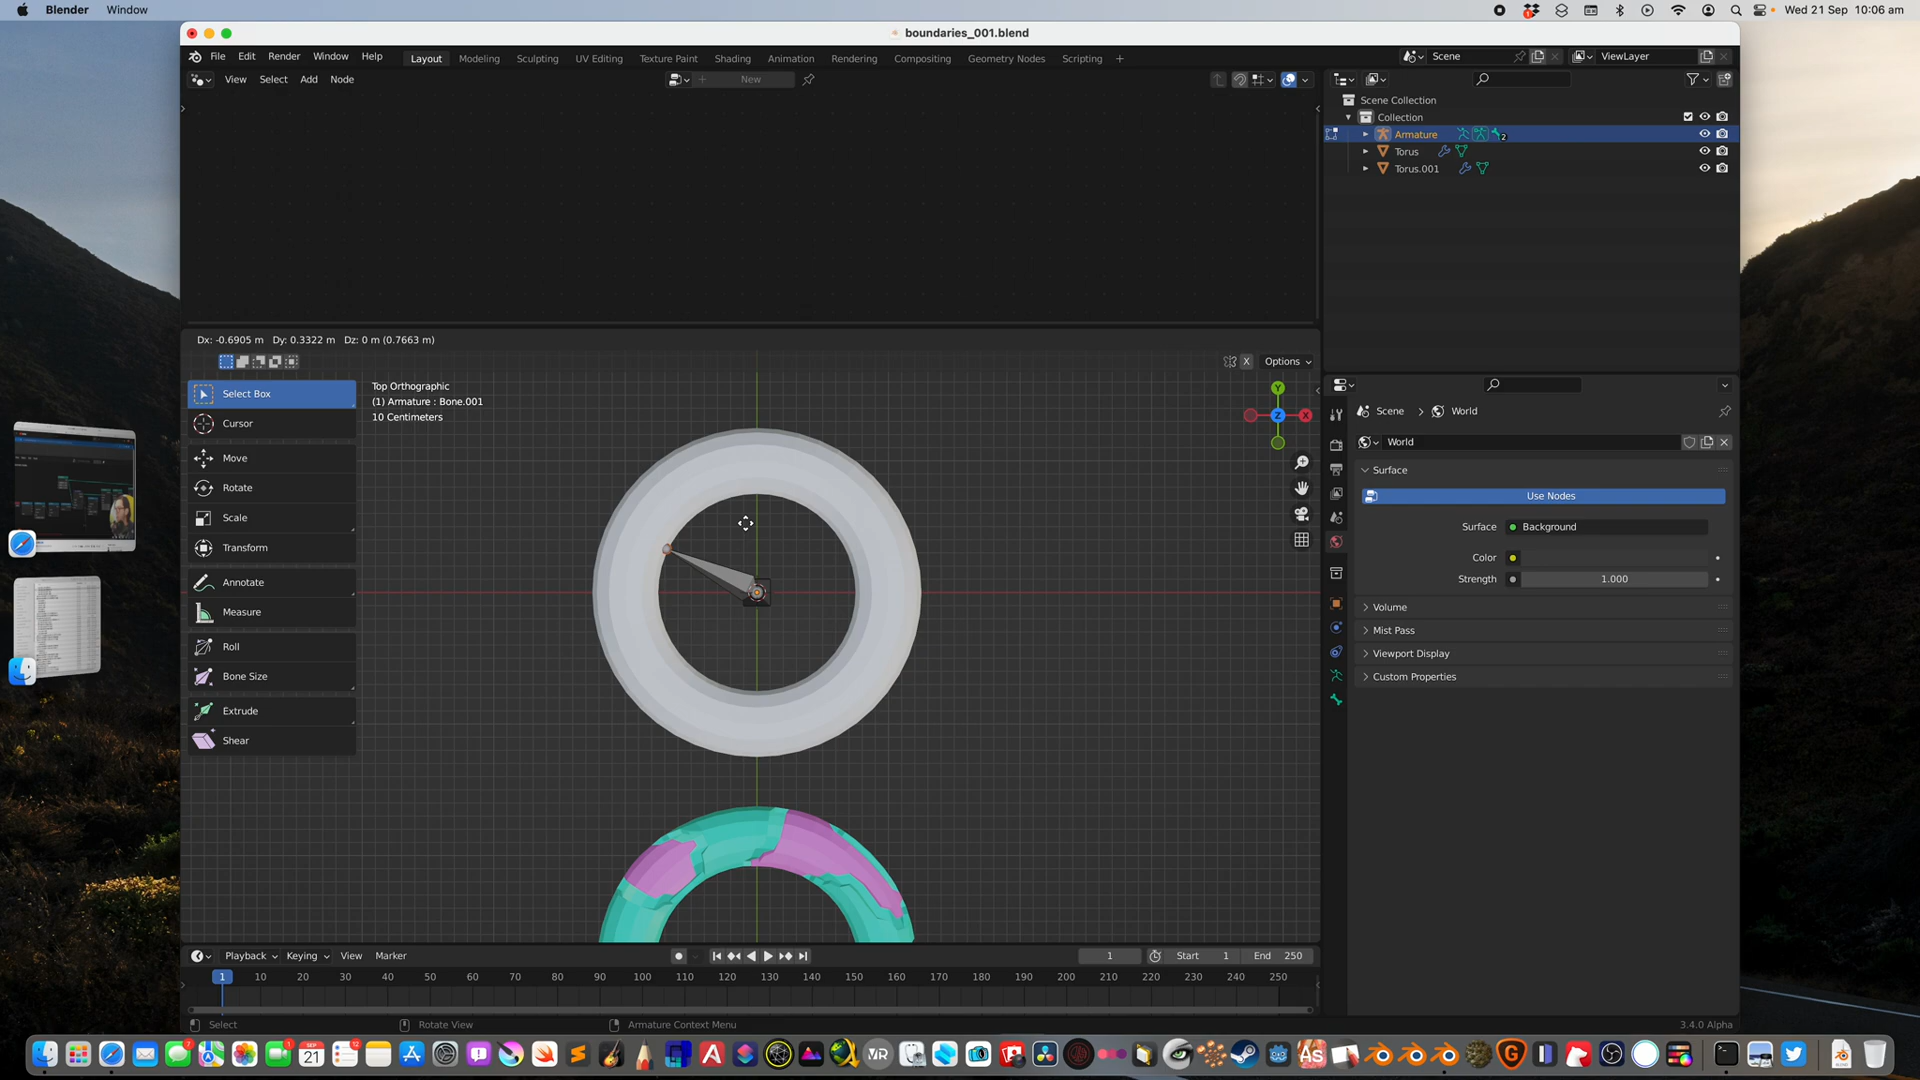 Blender Window Wed 21 Sep 10:06 am
boundaries_001.blend
File Edit Render Window Help Layout Modeling Sculpting UV Editing Texture Paint Shading Animation Rendering Compositing Geometry Nodes Scripting + Scene ViewLayer
View Select Add Node New
Scene Collection
Collection
Armature 2
Torus
Torus.001
Dx: -0.6905 m Dy: 0.3322 m Dz: 0 m (0.7663 m)
X Options
Select Box
Cursor
Move
Rotate
Scale
Transform
Annotate
Measure
Roll
Bone Size
Extrude
Shear
Top Orthographic
(1) Armature : Bone.001
10 Centimeters
Y
Z X
Scene World
World
Surface
Use Nodes
Surface Background
Color
Strength 1.000
Volume
Mist Pass
Viewport Display
Custom Properties
Playback Keying View Marker 1 Start 1 End 250
1 10 20 30 40 50 60 70 80 90 100 110 120 130 140 150 160 170 180 190 200 210 220 230 240 250
Select Rotate View Armature Context Menu 3.4.0 Alpha
SEP
21
VR
As